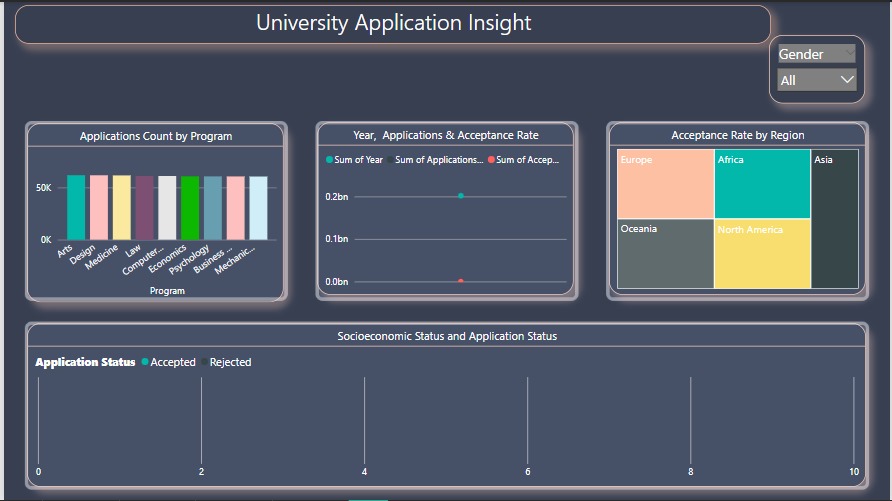 University Application Insight
Gender
All
Applications Count by Program
50K
0K
Arts
Design
Medicine
Law
Computer...
Economics
Psychology
Business ...
Mechanic...
Program
Year, Applications & Acceptance Rate
Sum of Year Sum of Applications... Sum of Accep...
0.2bn
0.1bn
0.0bn
Acceptance Rate by Region
Europe
Africa
Asia
Oceania
North America
Socioeconomic Status and Application Status
Application Status Accepted Rejected
0 2 4 6 8 10